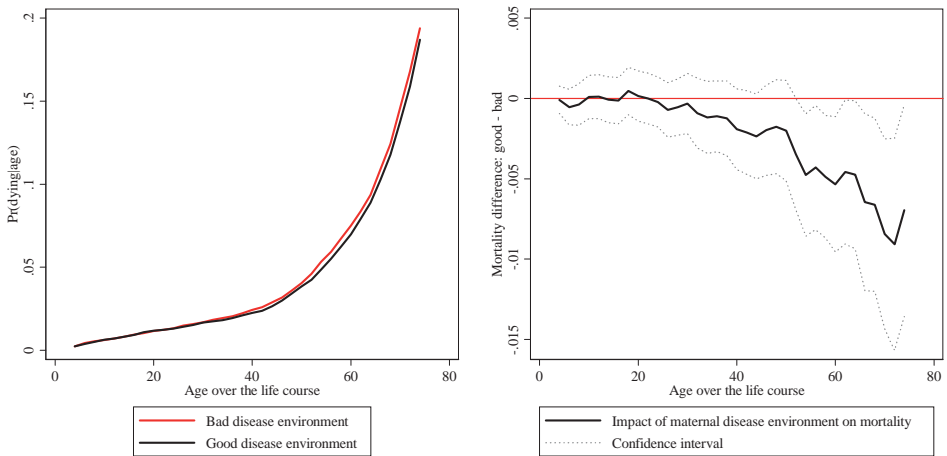 Pr(dying|age)
.2
.15
.1
.05
0
0 20 40 60 80
Age over the life course
Bad disease environment
Good disease environment
Mortality difference: good - bad
.005
0
-.005
-.01
-.015
0 20 40 60 80
Age over the life course
Impact of maternal disease environment on mortality
Confidence interval